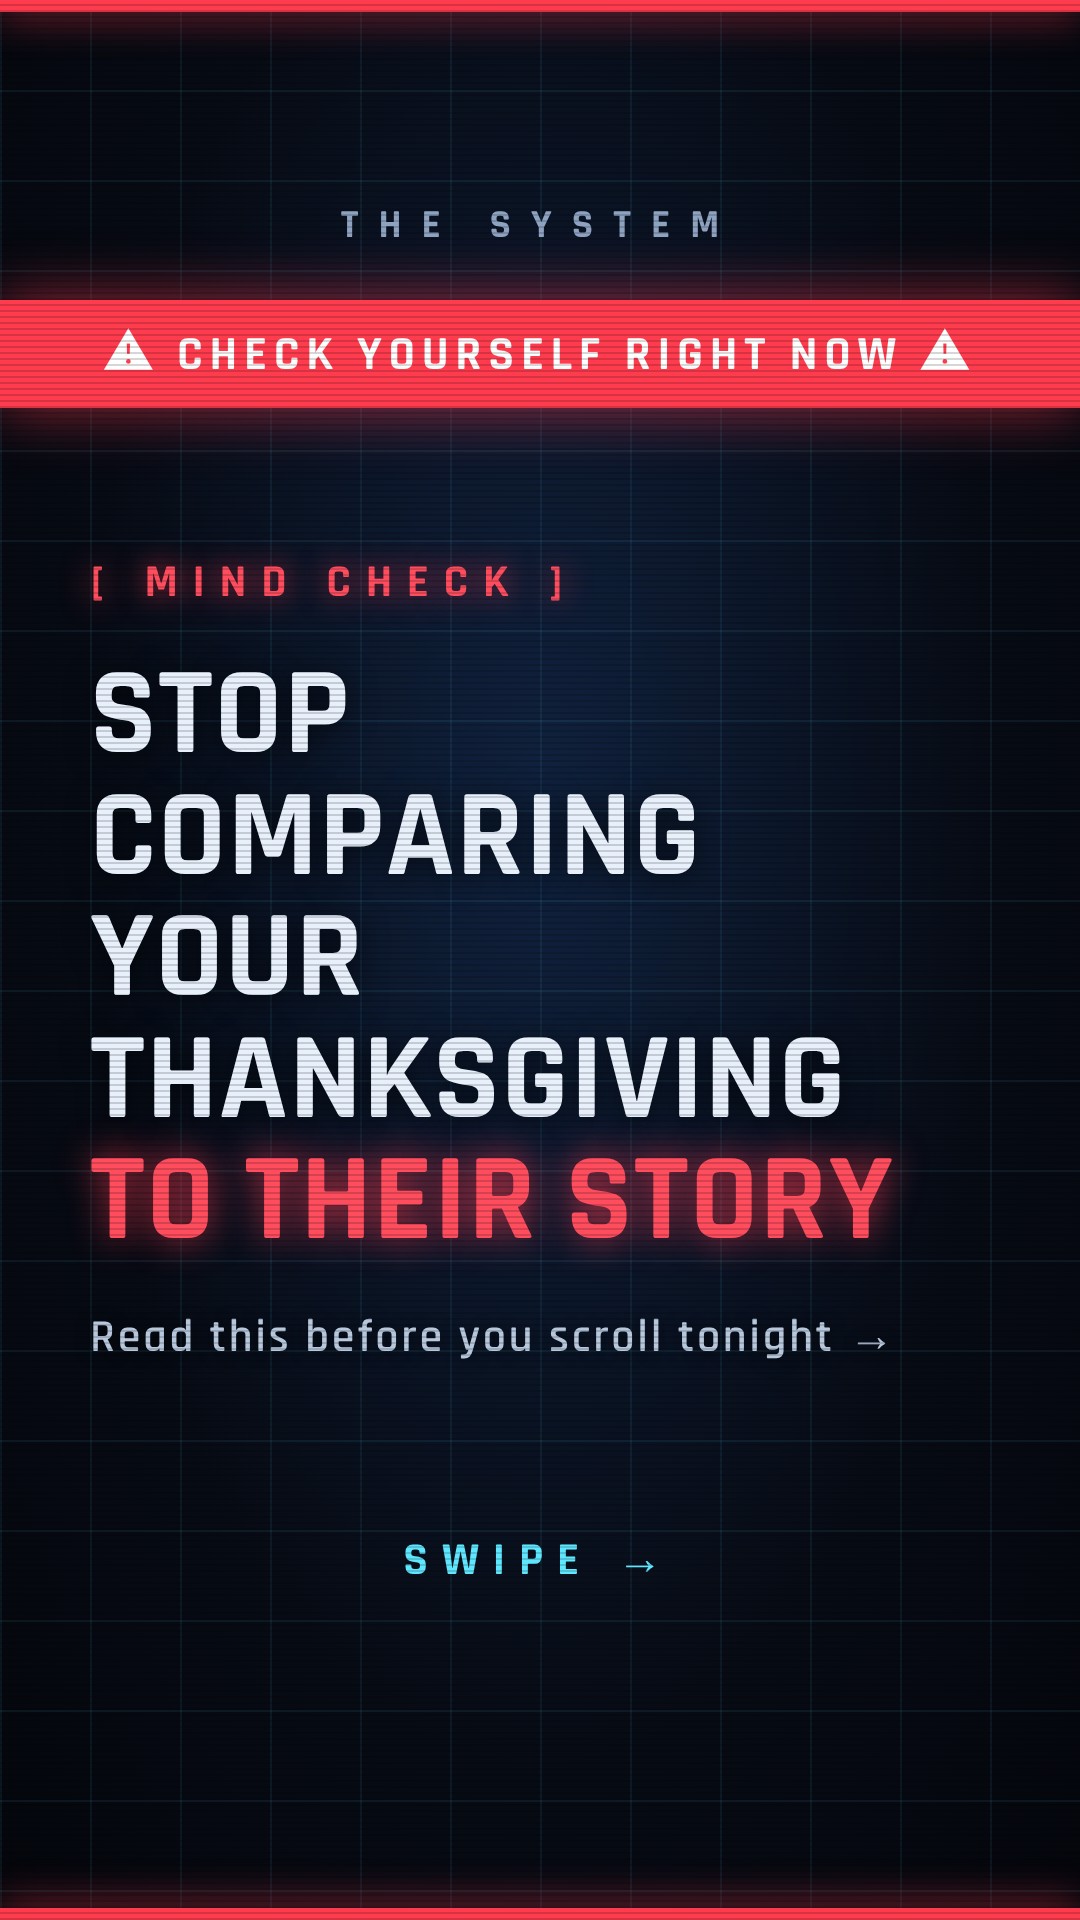 THE SYSTEM
⚠ CHECK YOURSELF RIGHT NOW ⚠
[ MIND CHECK ]
STOP
COMPARING
YOUR
THANKSGIVING
TO THEIR STORY
Read this before you scroll tonight →
SWIPE →